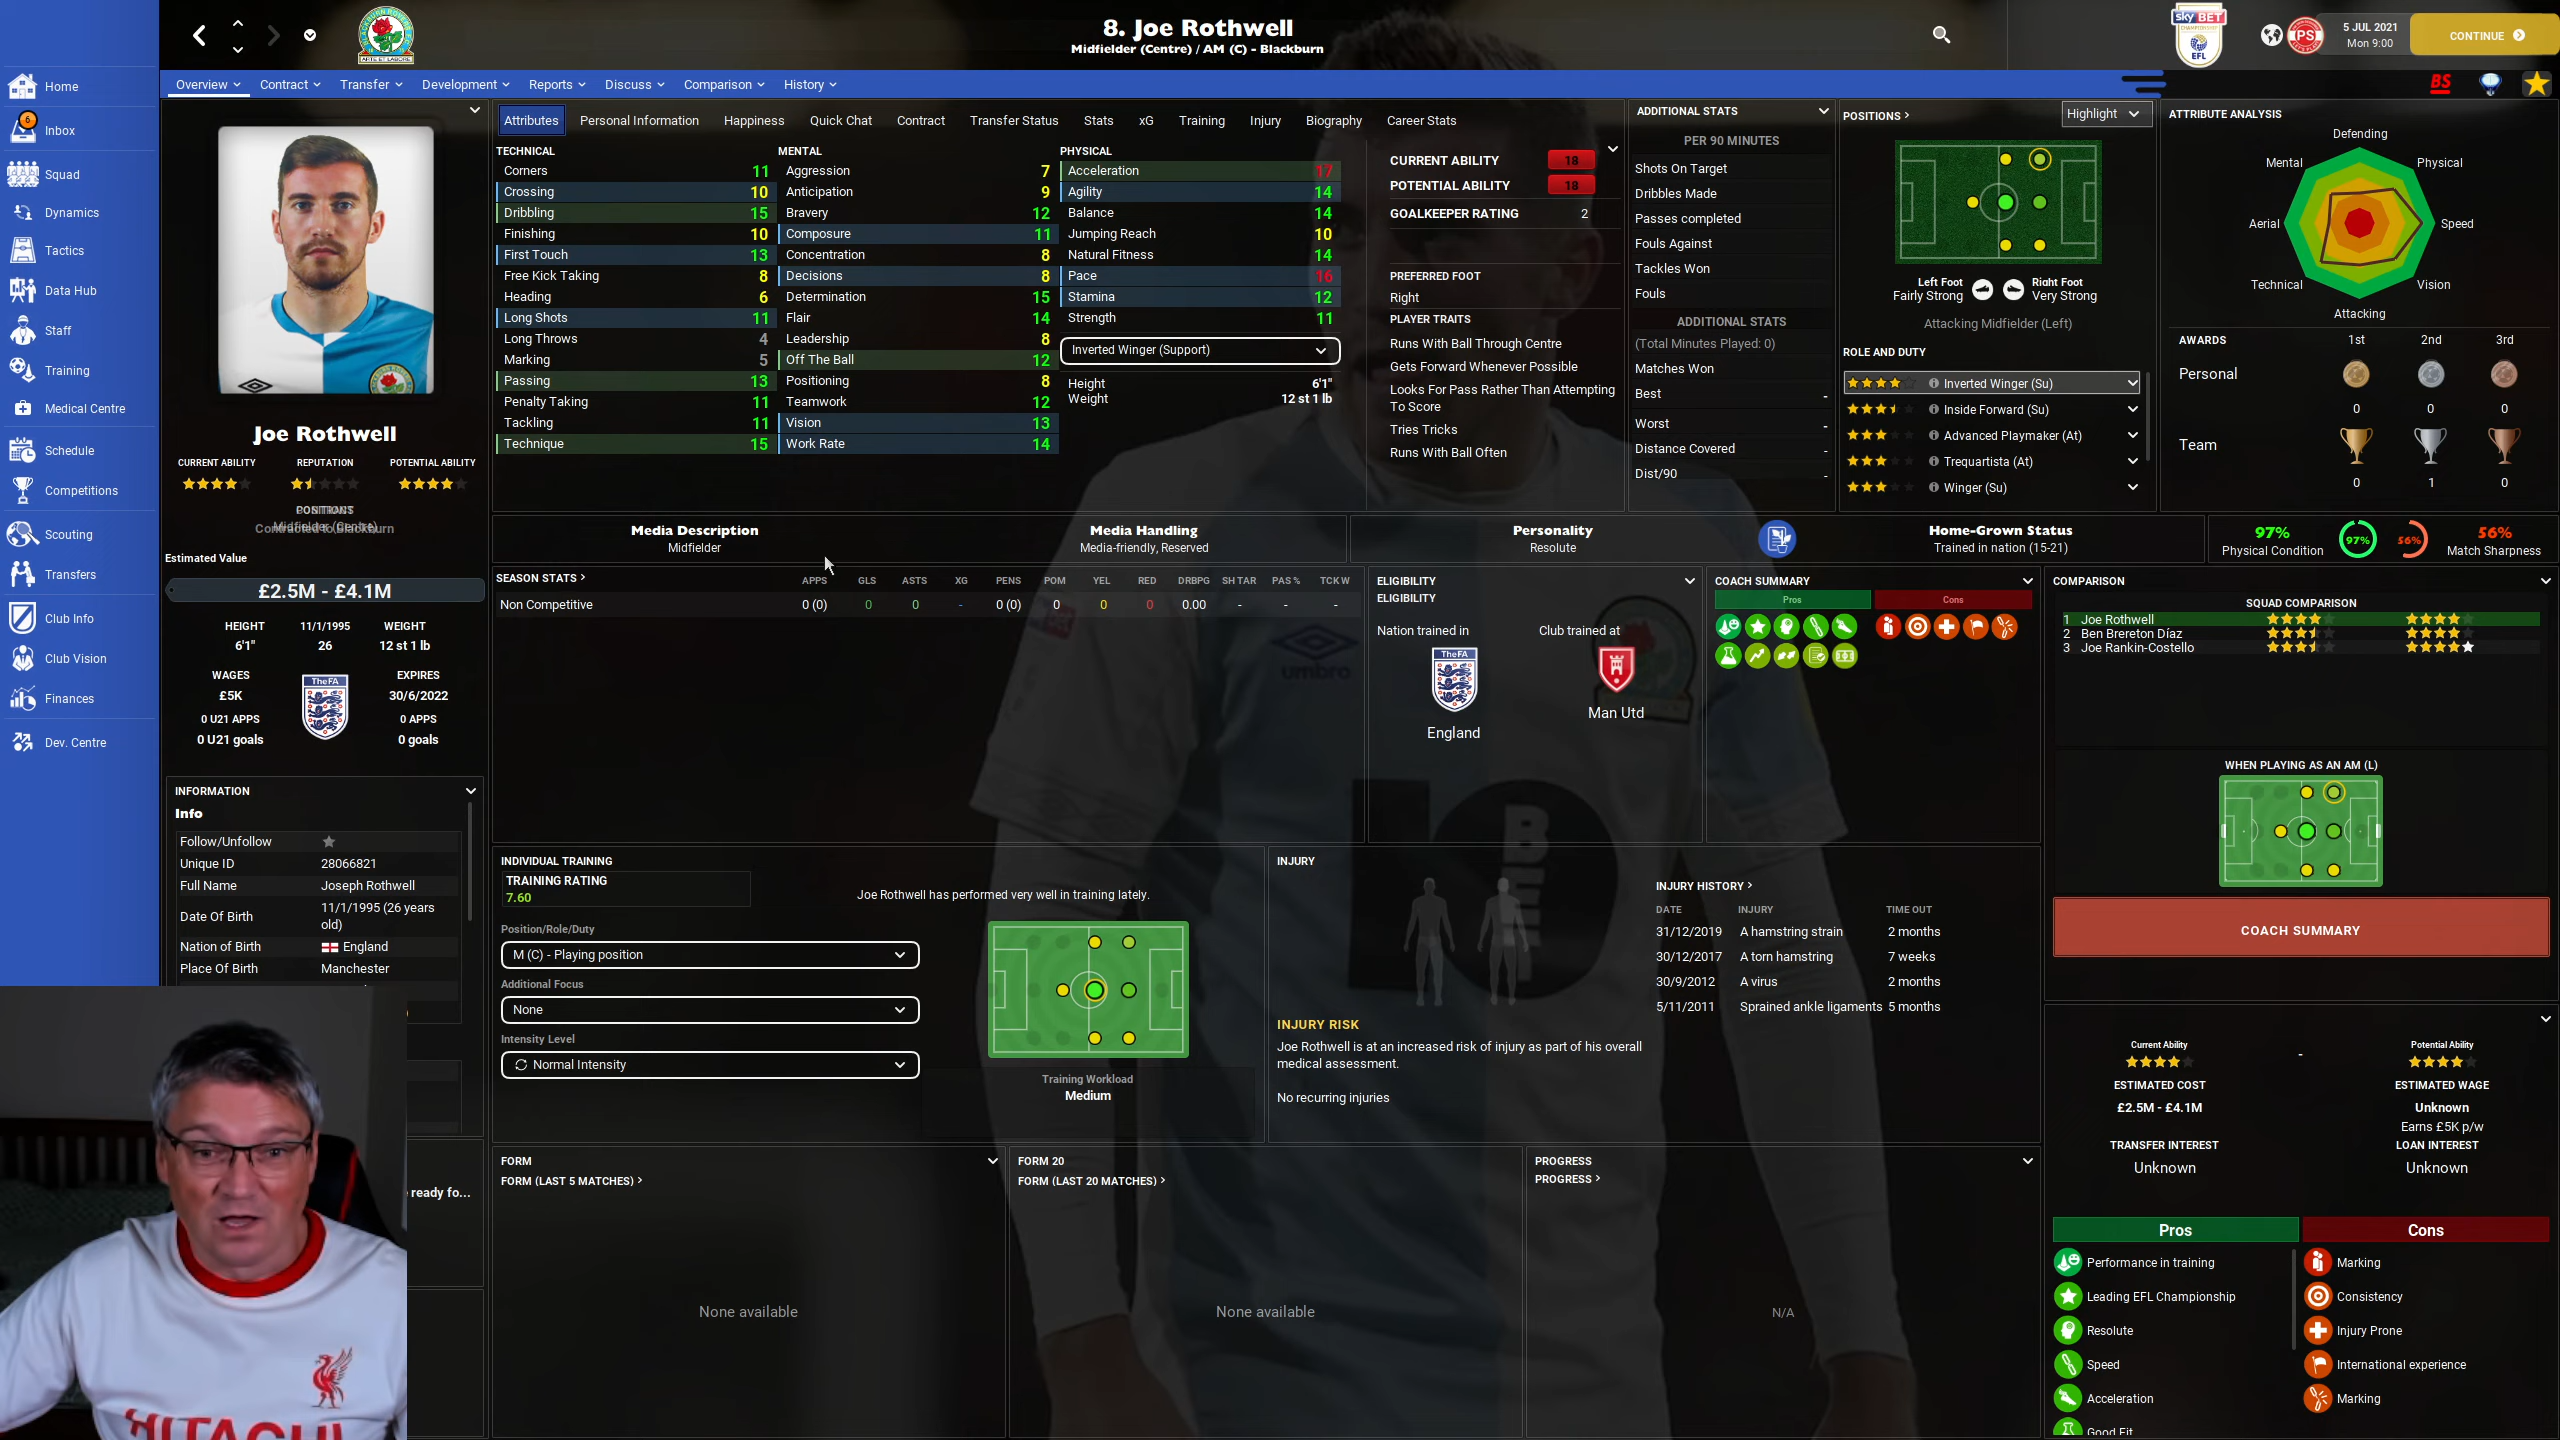 8. Joe Rothwell
Midfielder (Centre) / AM (C) - Blackburn
sky BET
EFL
PS
5 JUL 2021
Mon 9:00
CONTINUE
Overview
Contract
Transfer
Development
Reports
Discuss
Comparison
History
BS
Home
6
Inbox
Squad
Dynamics
Tactics
Data Hub
Staff
Training
Medical Centre
Schedule
Competitions
Scouting
Transfers
Club Info
Club Vision
Finances
Dev. Centre
Joe Rothwell
CURRENT ABILITY
REPUTATION
POTENTIAL ABILITY
Contracted to Blackburn
Estimated Value
£2.5M - £4.1M
HEIGHT 11/1/1995 WEIGHT
6'1" 26 12 st 1 lb
WAGES
EXPIRES
£5K
30/6/2022
TheFA
0 U21 APPS
0 APPS
0 U21 goals
0 goals
INFORMATION
Info
Follow/Unfollow
Unique ID 28066821
Full Name Joseph Rothwell
Date Of Birth 11/1/1995 (26 years old)
Nation of Birth England
Place Of Birth Manchester
ready fo...
HITACHI
Attributes
Personal Information
Happiness
Quick Chat
Contract
Transfer Status
Stats
xG
Training
Injury
Biography
Career Stats
TECHNICAL
Corners 11
Crossing 10
Dribbling 15
Finishing 10
First Touch 13
Free Kick Taking 8
Heading 6
Long Shots 11
Long Throws 4
Marking 5
Passing 13
Penalty Taking 11
Tackling 11
Technique 15
MENTAL
Aggression 7
Anticipation 9
Bravery 12
Composure 11
Concentration 8
Decisions 8
Determination 15
Flair 14
Leadership 8
Off The Ball 12
Positioning 8
Teamwork 12
Vision 13
Work Rate 14
PHYSICAL
Acceleration 17
Agility 14
Balance 14
Jumping Reach 10
Natural Fitness 14
Pace 16
Stamina 12
Strength 11
Inverted Winger (Support)
Height 6'1"
Weight 12 st 1 lb
CURRENT ABILITY 18
POTENTIAL ABILITY 18
GOALKEEPER RATING 2
PREFERRED FOOT
Right
PLAYER TRAITS
Runs With Ball Through Centre
Gets Forward Whenever Possible
Looks For Pass Rather Than Attempting
To Score
Tries Tricks
Runs With Ball Often
ADDITIONAL STATS
PER 90 MINUTES
Shots On Target
Dribbles Made
Passes completed
Fouls Against
Tackles Won
Fouls
ADDITIONAL STATS
(Total Minutes Played: 0)
Matches Won
Best -
Worst -
Distance Covered -
Dist/90 -
POSITIONS
Highlight
Left Foot
Fairly Strong
Right Foot
Very Strong
Attacking Midfielder (Left)
ROLE AND DUTY
Inverted Winger (Su)
Inside Forward (Su)
Advanced Playmaker (At)
Trequartista (At)
Winger (Su)
ATTRIBUTE ANALYSIS
Defending
Mental
Physical
Aerial
Speed
Technical
Vision
Attacking
AWARDS 1st 2nd 3rd
Personal
0 0 0
Team
0 1 0
Media Description
Midfielder
Media Handling
Media-friendly, Reserved
Personality
Resolute
Home-Grown Status
Trained in nation (15-21)
97%
Physical Condition
97%
56%
56%
Match Sharpness
SEASON STATS APPS GLS ASTS XG PENS POM YEL RED DRBPG SH TAR PAS % TCK W
Non Competitive 0 (0) 0 0 - 0 (0) 0 0 0 0.00 - - -
ELIGIBILITY
ELIGIBILITY
Nation trained in
Club trained at
TheFA
umbro
England
Man Utd
COACH SUMMARY
Pros
Cons
COMPARISON
SQUAD COMPARISON
1 Joe Rothwell
2 Ben Brereton Díaz
3 Joe Rankin-Costello
WHEN PLAYING AS AN AM (L)
COACH SUMMARY
INDIVIDUAL TRAINING
TRAINING RATING
7.60
Joe Rothwell has performed very well in training lately.
Position/Role/Duty
M (C) - Playing position
Additional Focus
None
Intensity Level
Normal Intensity
Training Workload
Medium
INJURY
INJURY RISK
Joe Rothwell is at an increased risk of injury as part of his overall
medical assessment.
No recurring injuries
INJURY HISTORY
DATE INJURY TIME OUT
31/12/2019 A hamstring strain 2 months
30/12/2017 A torn hamstring 7 weeks
30/9/2012 A virus 2 months
5/11/2011 Sprained ankle ligaments 5 months
Current Ability
-
Potential Ability
ESTIMATED COST
£2.5M - £4.1M
ESTIMATED WAGE
Unknown
Earns £5K p/w
TRANSFER INTEREST
Unknown
LOAN INTEREST
Unknown
FORM
FORM (LAST 5 MATCHES)
None available
FORM 20
FORM (LAST 20 MATCHES)
None available
PROGRESS
PROGRESS
N/A
Pros
Performance in training
Leading EFL Championship
Resolute
Speed
Acceleration
Good Fit
Cons
Marking
Consistency
Injury Prone
International experience
Marking